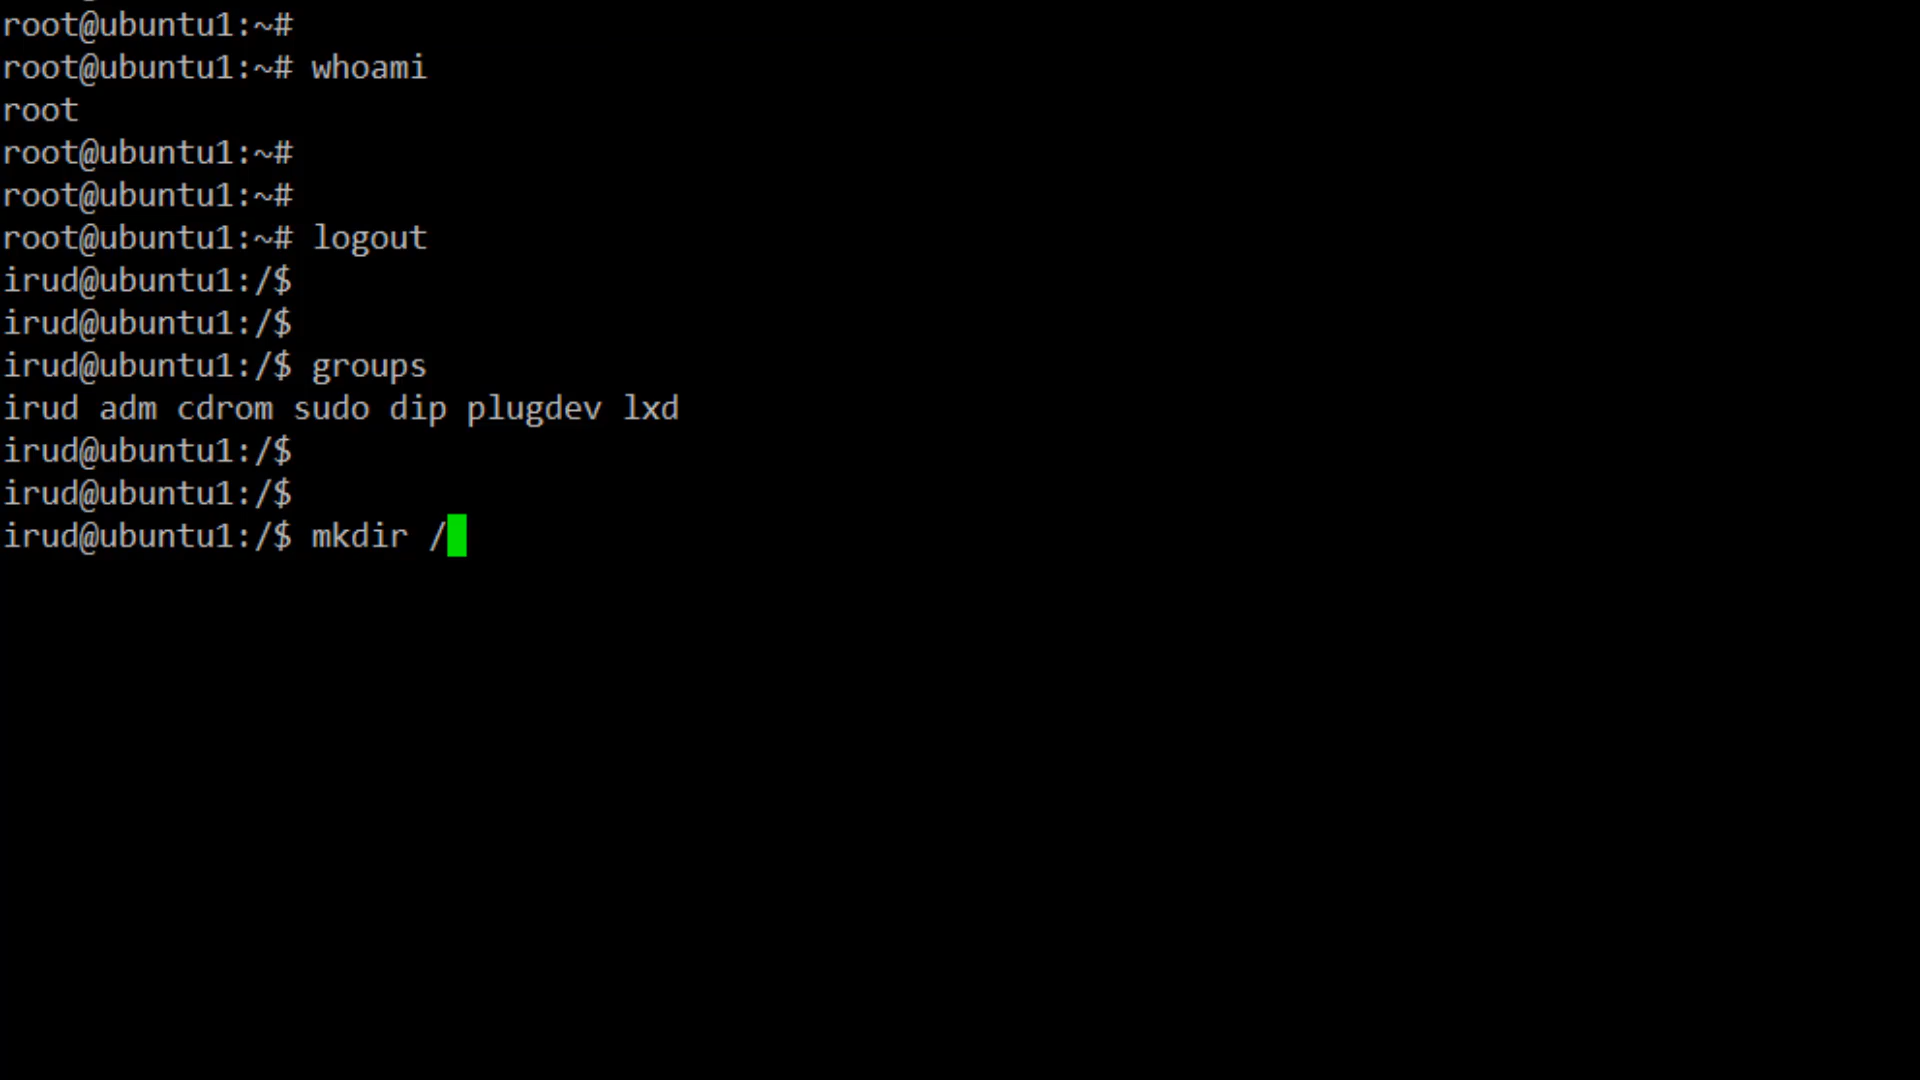 root@ubuntu1:~#
root@ubuntu1:~# whoami
root
root@ubuntu1:~#
root@ubuntu1:~#
root@ubuntu1:~# logout
irud@ubuntu1:/$
irud@ubuntu1:/$
irud@ubuntu1:/$ groups
irud adm cdrom sudo dip plugdev lxd
irud@ubuntu1:/$
irud@ubuntu1:/$
irud@ubuntu1:/$ mkdir /